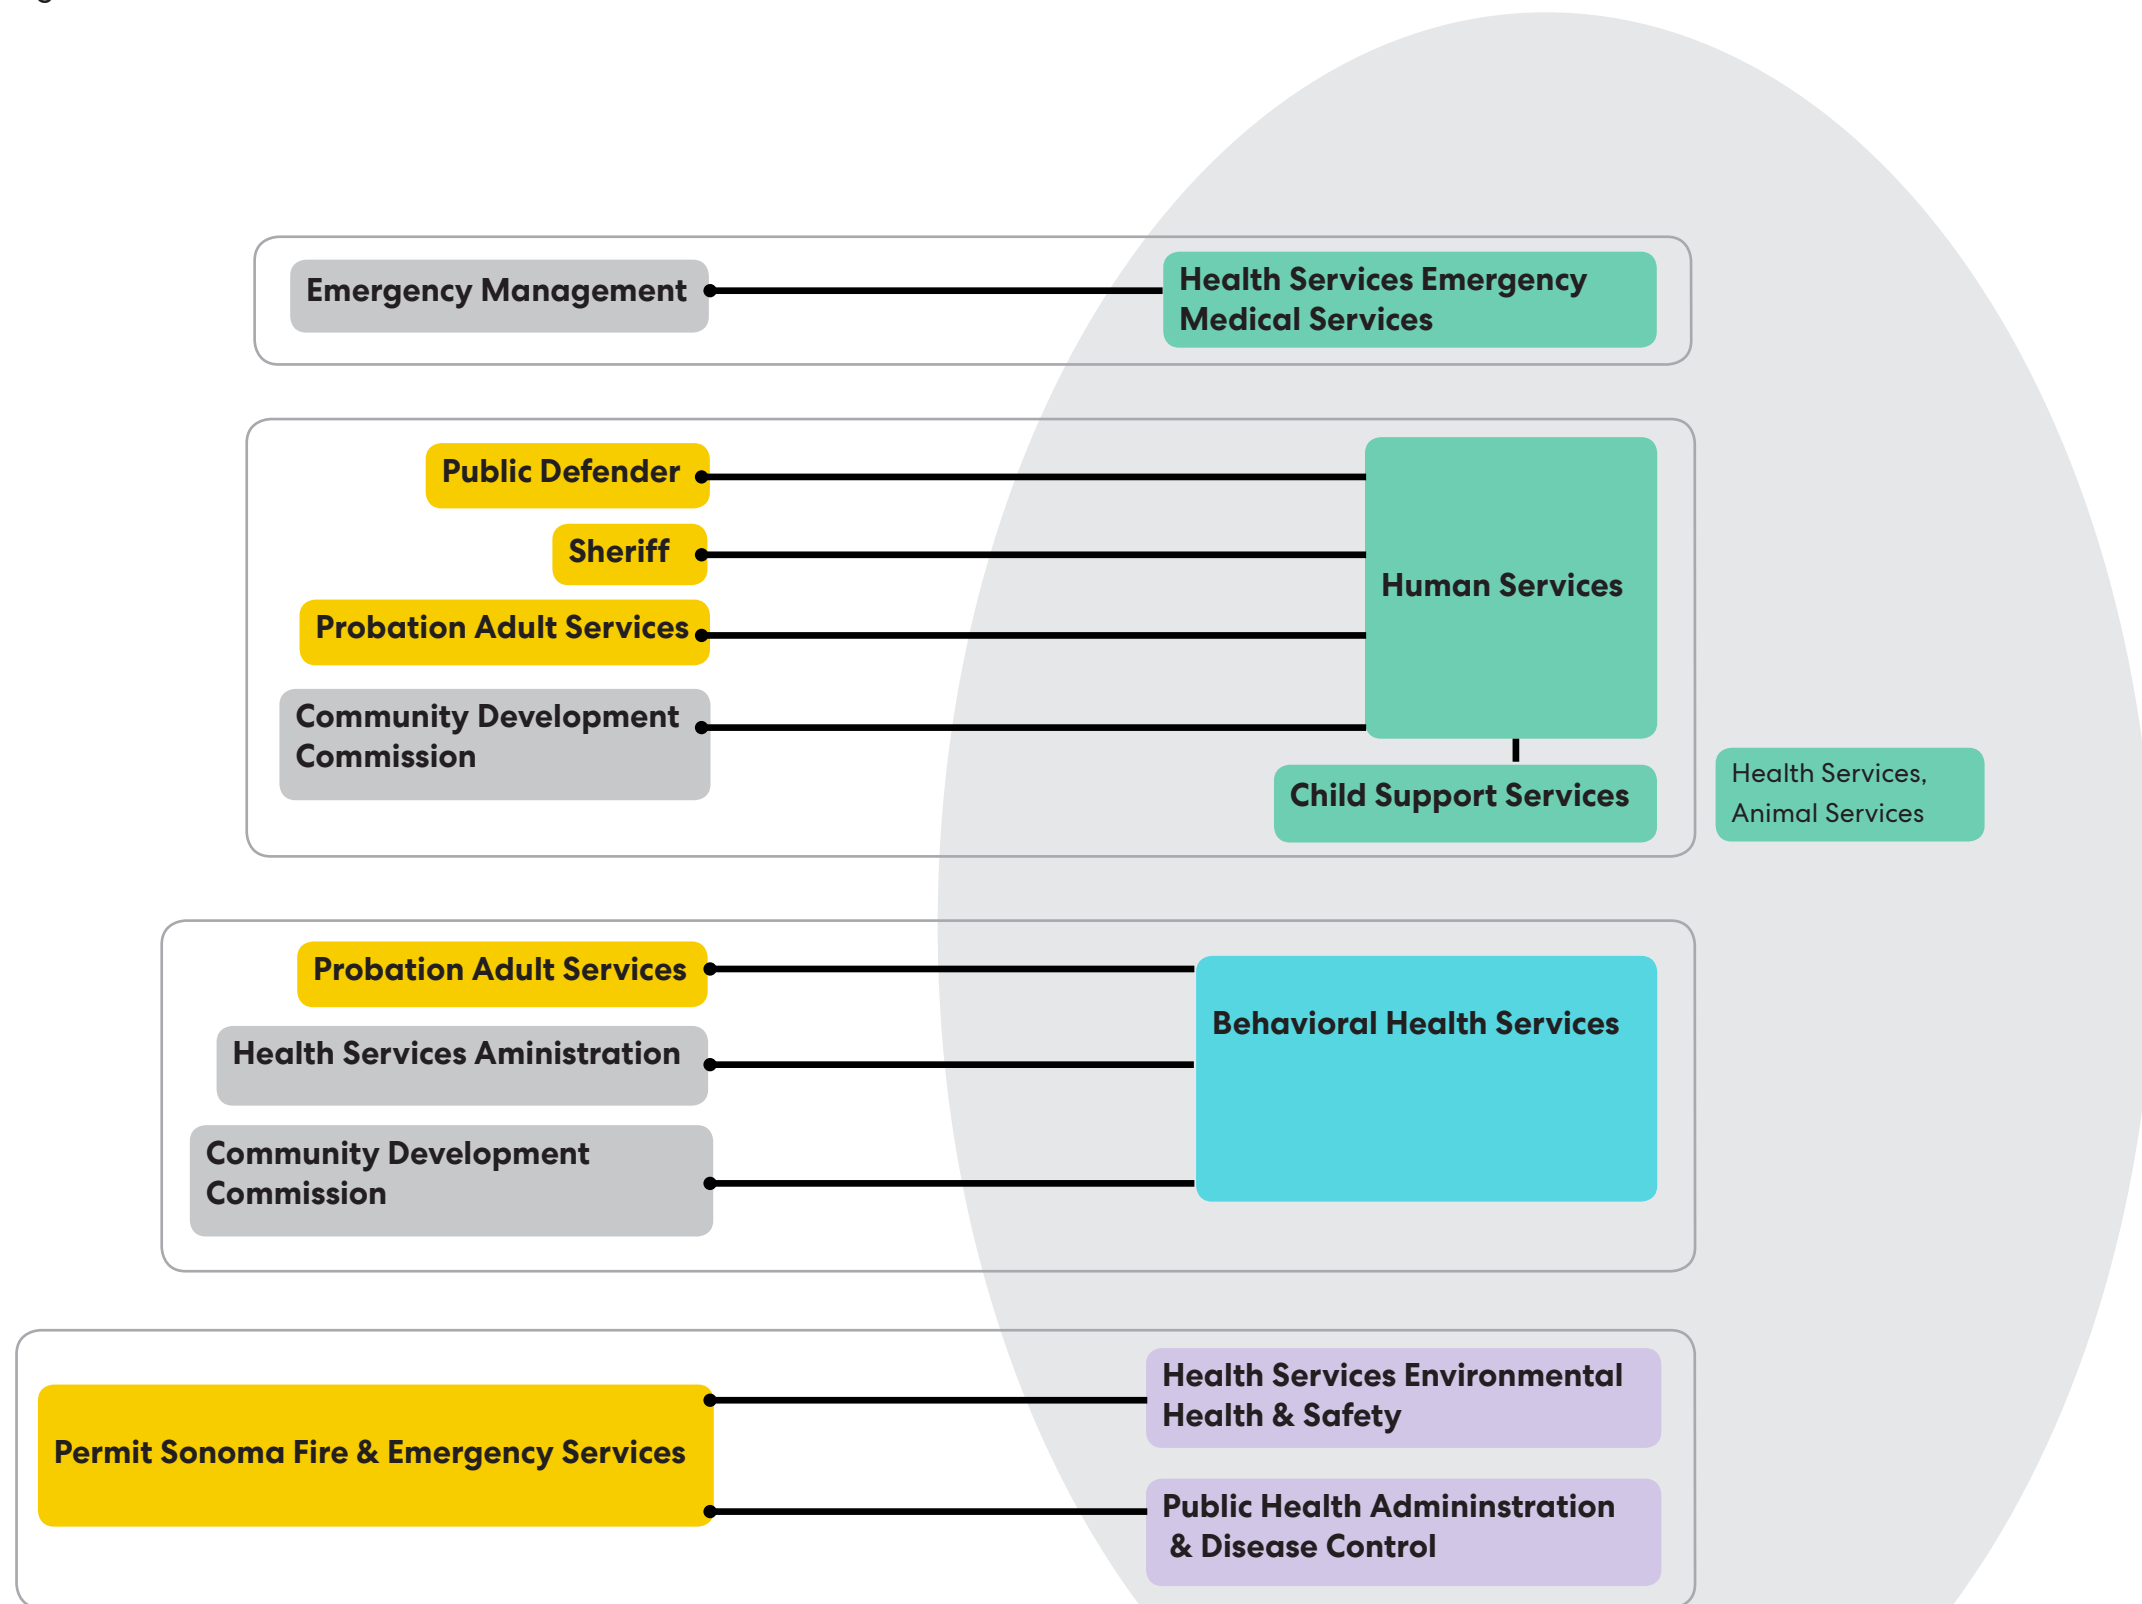 Emergency Management
Health Services Emergency
Medical Services
Public Defender
Sheriff
Probation Adult Services
Community Development
Commission
Human Services
Child Support Services
Health Services,
Animal Services
Probation Adult Services
Health Services Aministration
Community Development
Commission
Behavioral Health Services
Permit Sonoma Fire & Emergency Services
Health Services Environmental
Health & Safety
Public Health Admininstration
& Disease Control